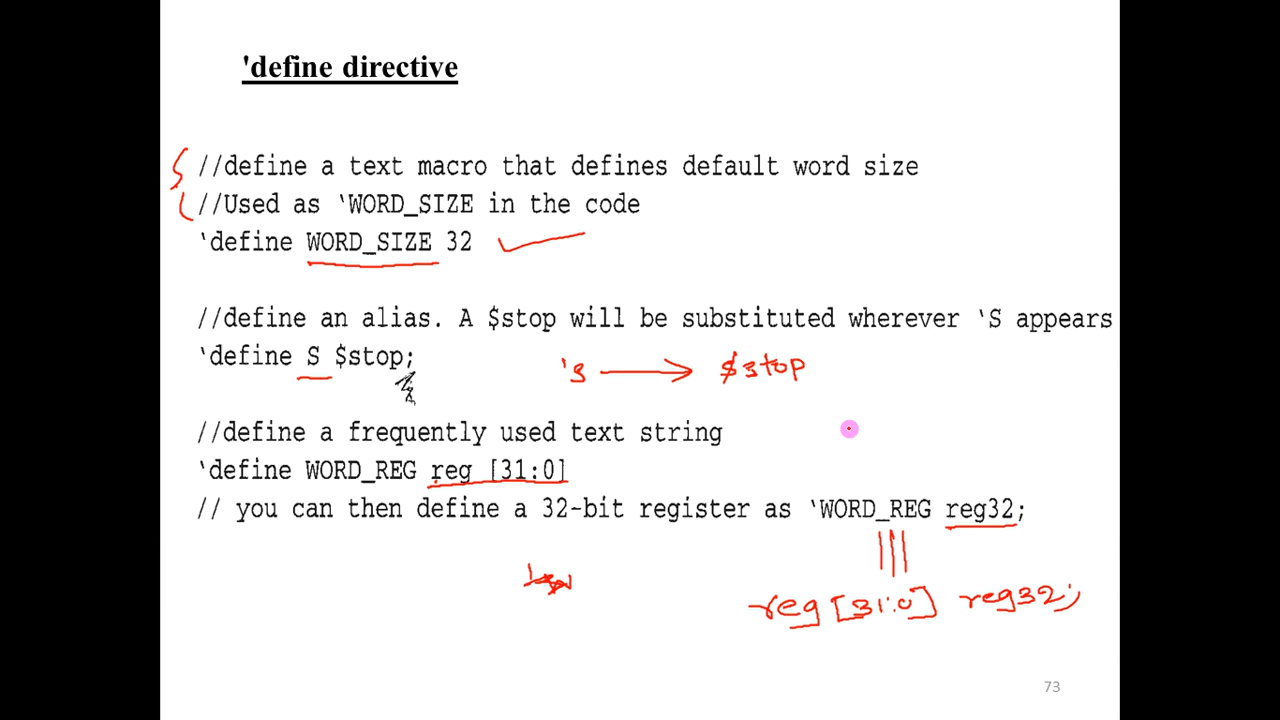 'define directive
//define a text macro that defines default word size
//Used as ‘WORD_SIZE in the code
‘define WORD_SIZE 32
//define an alias. A $stop will be substituted wherever ‘S appears
‘define S $stop;
's $stop
//define a frequently used text string
‘define WORD_REG reg [31:0]
// you can then define a 32-bit register as ‘WORD_REG reg32;
reg [31:0] reg32;
73